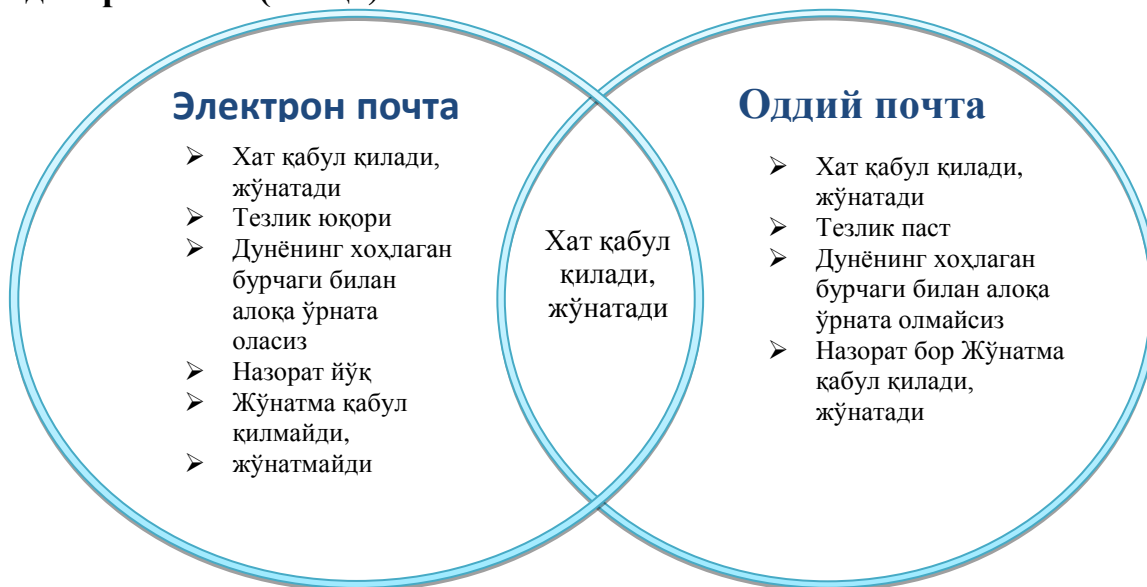 Электрон почта
➢ Хат қабул қилади,
жўнатади
➢ Тезлик юқори
➢ Дунёнинг хоҳлаган
бурчаги билан
алоқа ўрната
оласиз
➢ Назорат йўқ
➢ Жўнатма қабул
қилмайди,
➢ жўнатмайди
Хат қабул
қилади,
жўнатади
Оддий почта
➢ Хат қабул қилади,
жўнатади
➢ Тезлик паст
➢ Дунёнинг хоҳлаган
бурчаги билан алоқа
ўрната олмайсиз
➢ Назорат бор Жўнатма
қабул қилади,
жўнатади